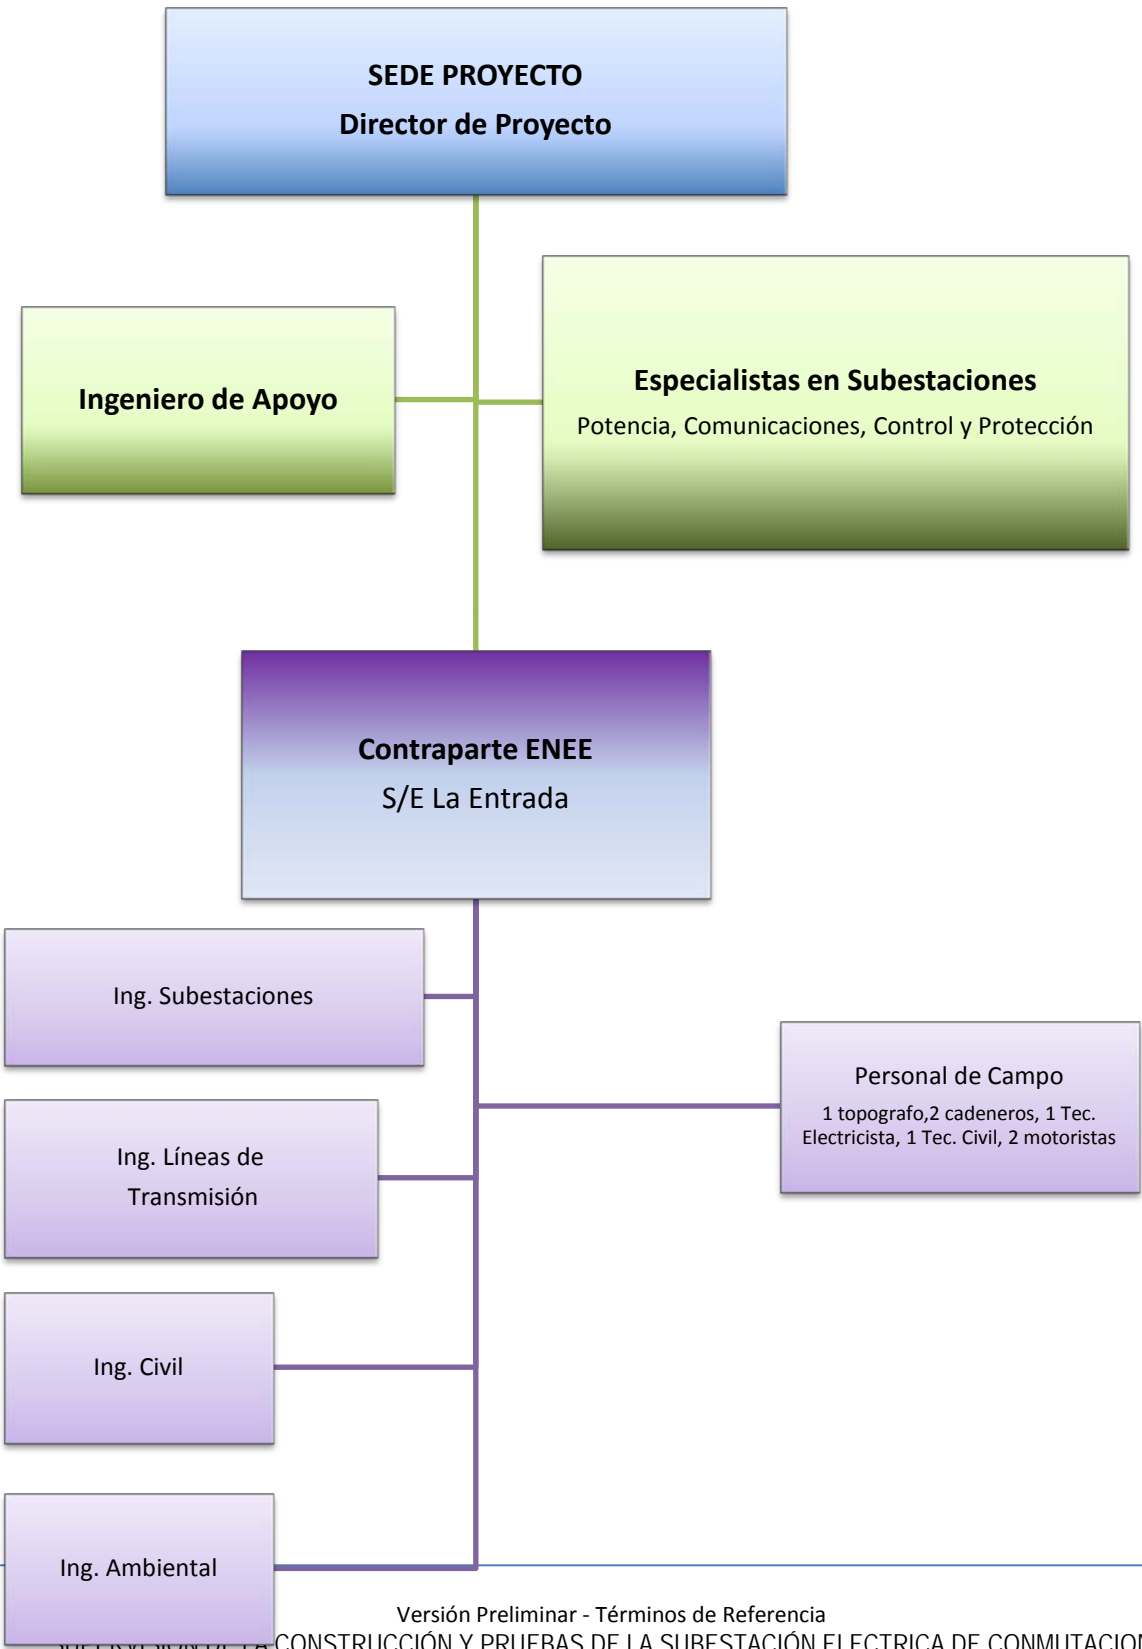 SEDE PROYECTO
Director de Proyecto
Ingeniero de Apoyo
Especialistas en Subestaciones
Potencia, Comunicaciones, Control y Protección
Contraparte ENEE
S/E La Entrada
Ing. Subestaciones
Personal de Campo
1 topografo,2 cadeneros, 1 Tec.
Electricista, 1 Tec. Civil, 2 motoristas
Ing. Líneas de
Transmisión
Ing. Civil
Ing. Ambiental
Versión Preliminar - Términos de Referencia
LA CONSTRUCCIÓN Y PRUEBAS DE LA SUBESTACIÓN ELECTRICA DE CONMUTACION